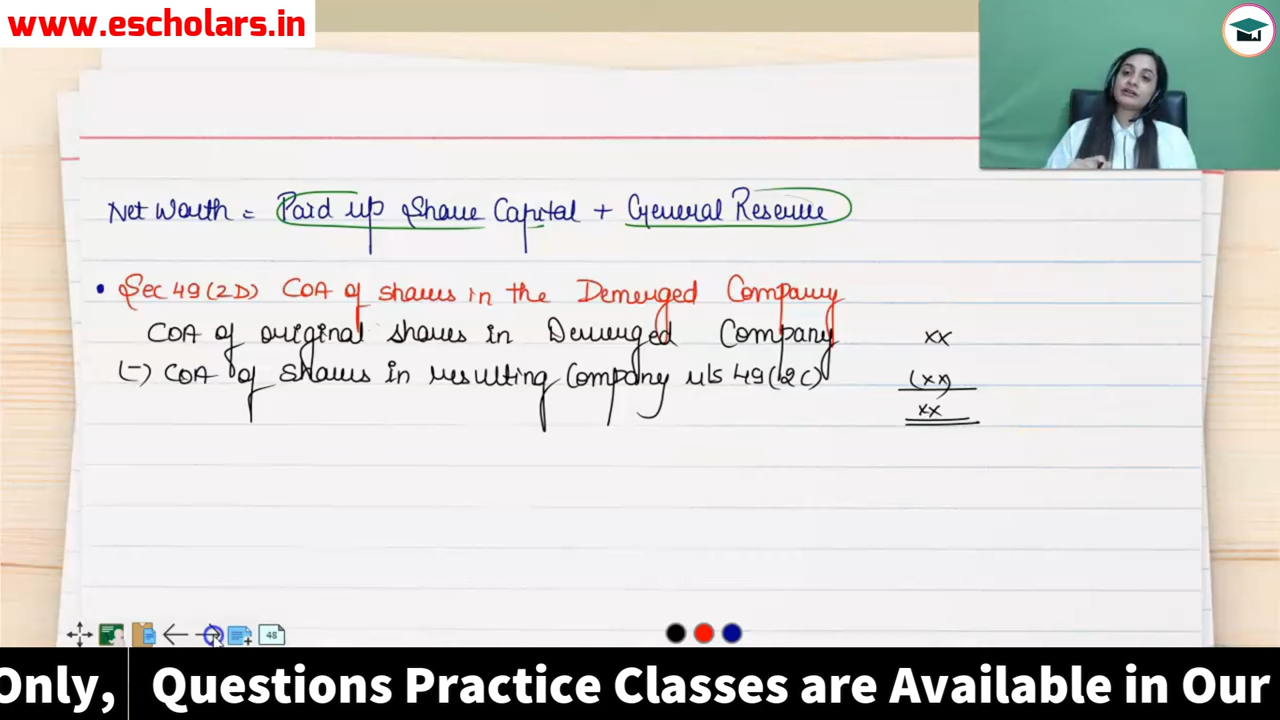 www.escholars.in
Net Worth = Paid up Share Capital + General Reserve
• Sec 49(2D) COA of shares in the Demerged Company
COA of original shares in Demerged Company xx
(-) COA of shares in resulting Company u/s 49(2C) (xx)
xx
48
Only, Questions Practice Classes are Available in Our